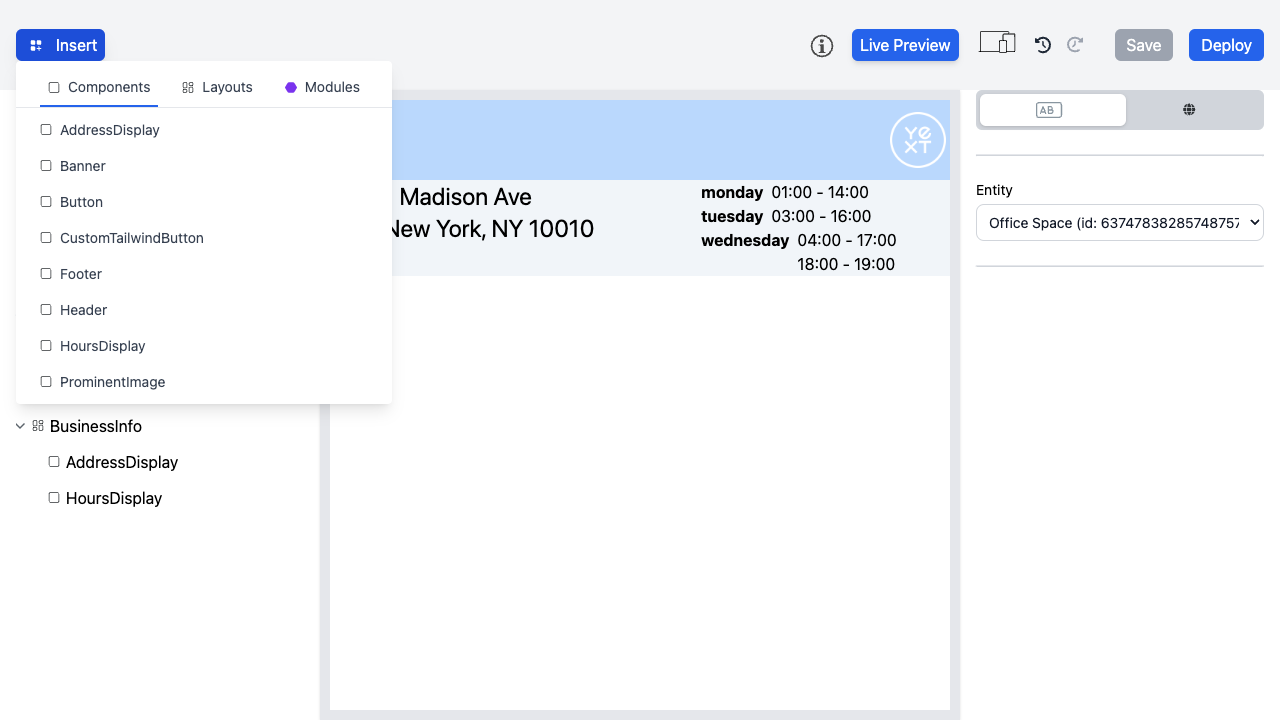 Insert
Live Preview
Save
Deploy
Components
Layouts
Modules
AddressDisplay
Banner
Button
CustomTailwindButton
Footer
Header
HoursDisplay
ProminentImage
BusinessInfo
AddressDisplay
HoursDisplay
YEXT
Madison Ave
New York, NY 10010
monday 01:00 - 14:00
tuesday 03:00 - 16:00
wednesday 04:00 - 17:00
18:00 - 19:00
AB
Entity
Office Space (id: 63747838285748757